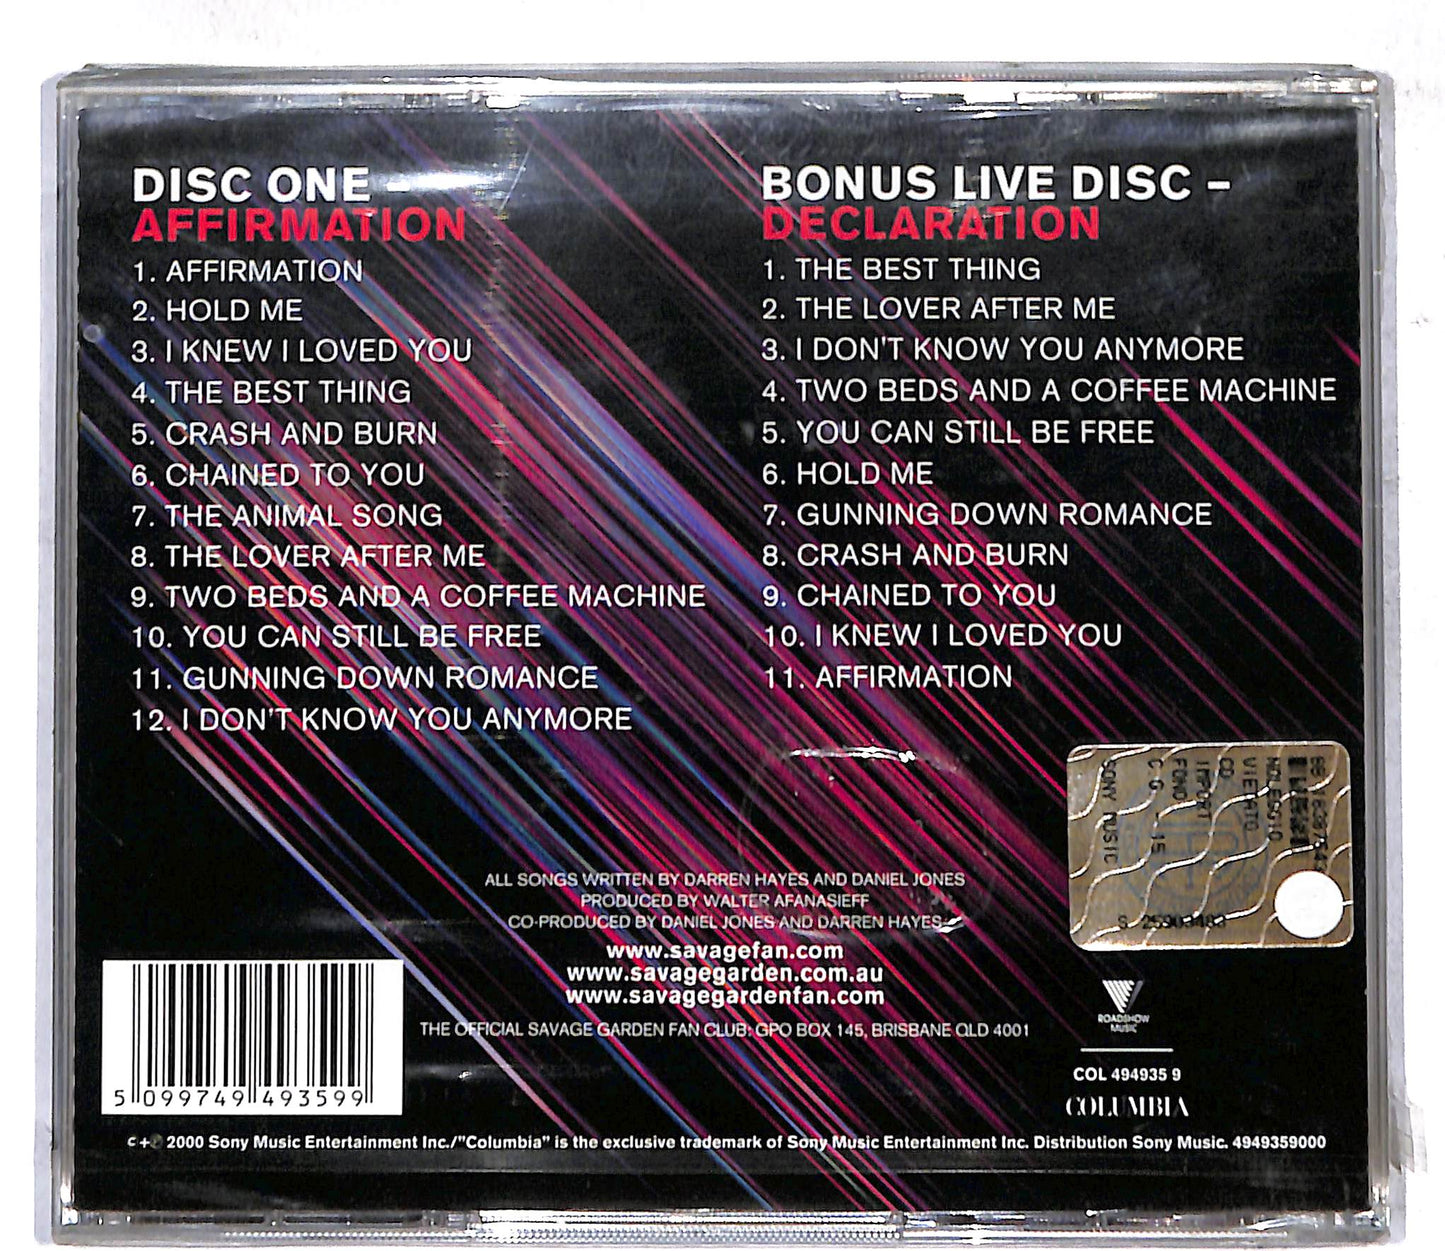 DISC ONE –
AFFIRMATION
1. AFFIRMATION
2. HOLD ME
3. I KNEW I LOVED YOU
4. THE BEST THING
5. CRASH AND BURN
6. CHAINED TO YOU
7. THE ANIMAL SONG
8. THE LOVER AFTER ME
9. TWO BEDS AND A COFFEE MACHINE
10. YOU CAN STILL BE FREE
11. GUNNING DOWN ROMANCE
12. I DON'T KNOW YOU ANYMORE
BONUS LIVE DISC –
DECLARATION
1. THE BEST THING
2. THE LOVER AFTER ME
3. I DON'T KNOW YOU ANYMORE
4. TWO BEDS AND A COFFEE MACHINE
5. YOU CAN STILL BE FREE
6. HOLD ME
7. GUNNING DOWN ROMANCE
8. CRASH AND BURN
9. CHAINED TO YOU
10. I KNEW I LOVED YOU
11. AFFIRMATION
NOLEGGIO
VIETATO
CD
IMPORT
FONO
C G - 15
SONY MUSIC
ALL SONGS WRITTEN BY DARREN HAYES AND DANIEL JONES
PRODUCED BY WALTER AFANASIEFF
CO-PRODUCED BY DANIEL JONES AND DARREN HAYES
www.savagefan.com
www.savagegarden.com.au
www.savagegardenfan.com
THE OFFICIAL SAVAGE GARDEN FAN CLUB: GPO BOX 145, BRISBANE QLD 4001
ROADSHOW
MUSIC
COL 494935 9
COLUMBIA
5 099749 493599
2000 Sony Music Entertainment Inc./"Columbia" is the exclusive trademark of Sony Music Entertainment Inc. Distribution Sony Music. 4949359000